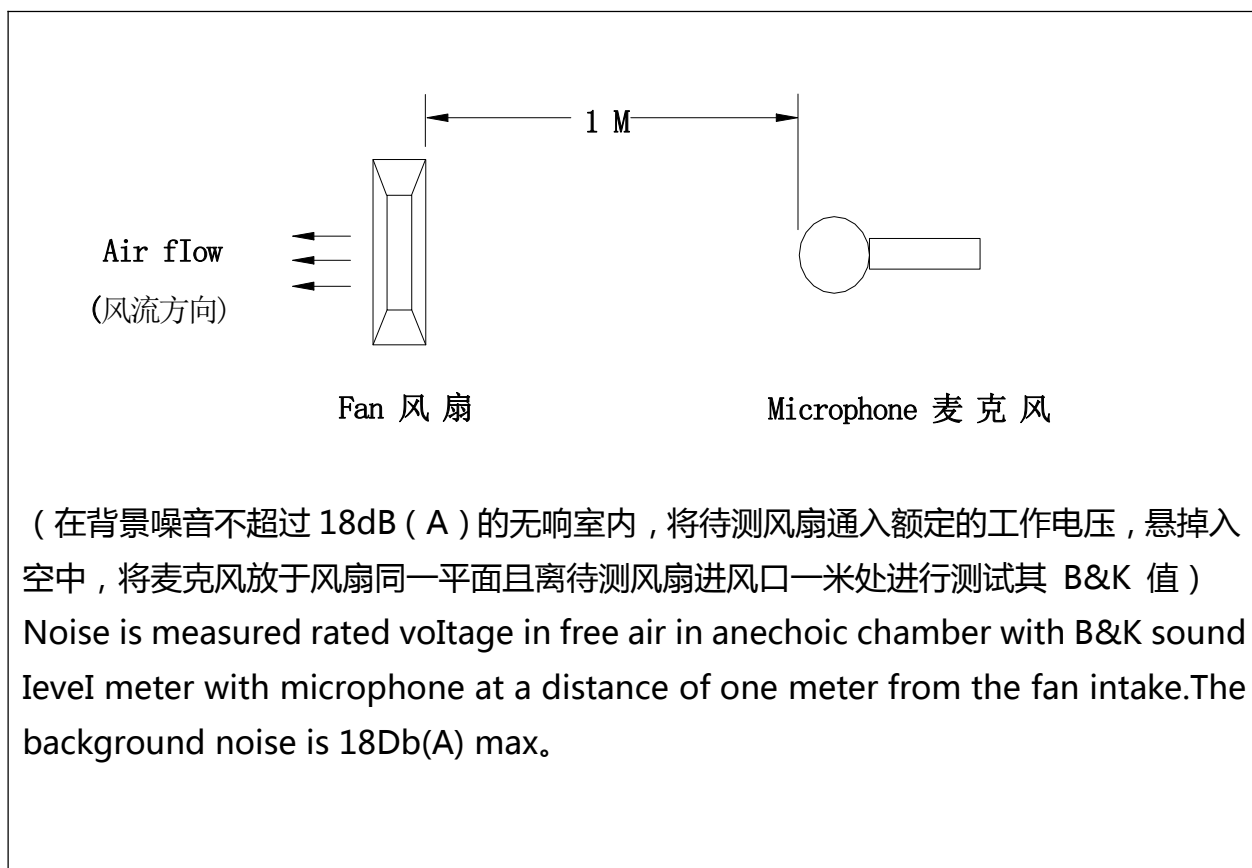 1 M
Air fIow
(风流方向)
Fan 风 扇
Microphone 麦 克 风
（在背景噪音不超过 18dB（A）的无响室内，将待测风扇通入额定的工作电压，悬掉入
空中，将麦克风放于风扇同一平面且离待测风扇进风口一米处进行测试其 B&K 值）
Noise is measured rated voItage in free air in anechoic chamber with B&K sound
IeveI meter with microphone at a distance of one meter from the fan intake.The
background noise is 18Db(A) max。